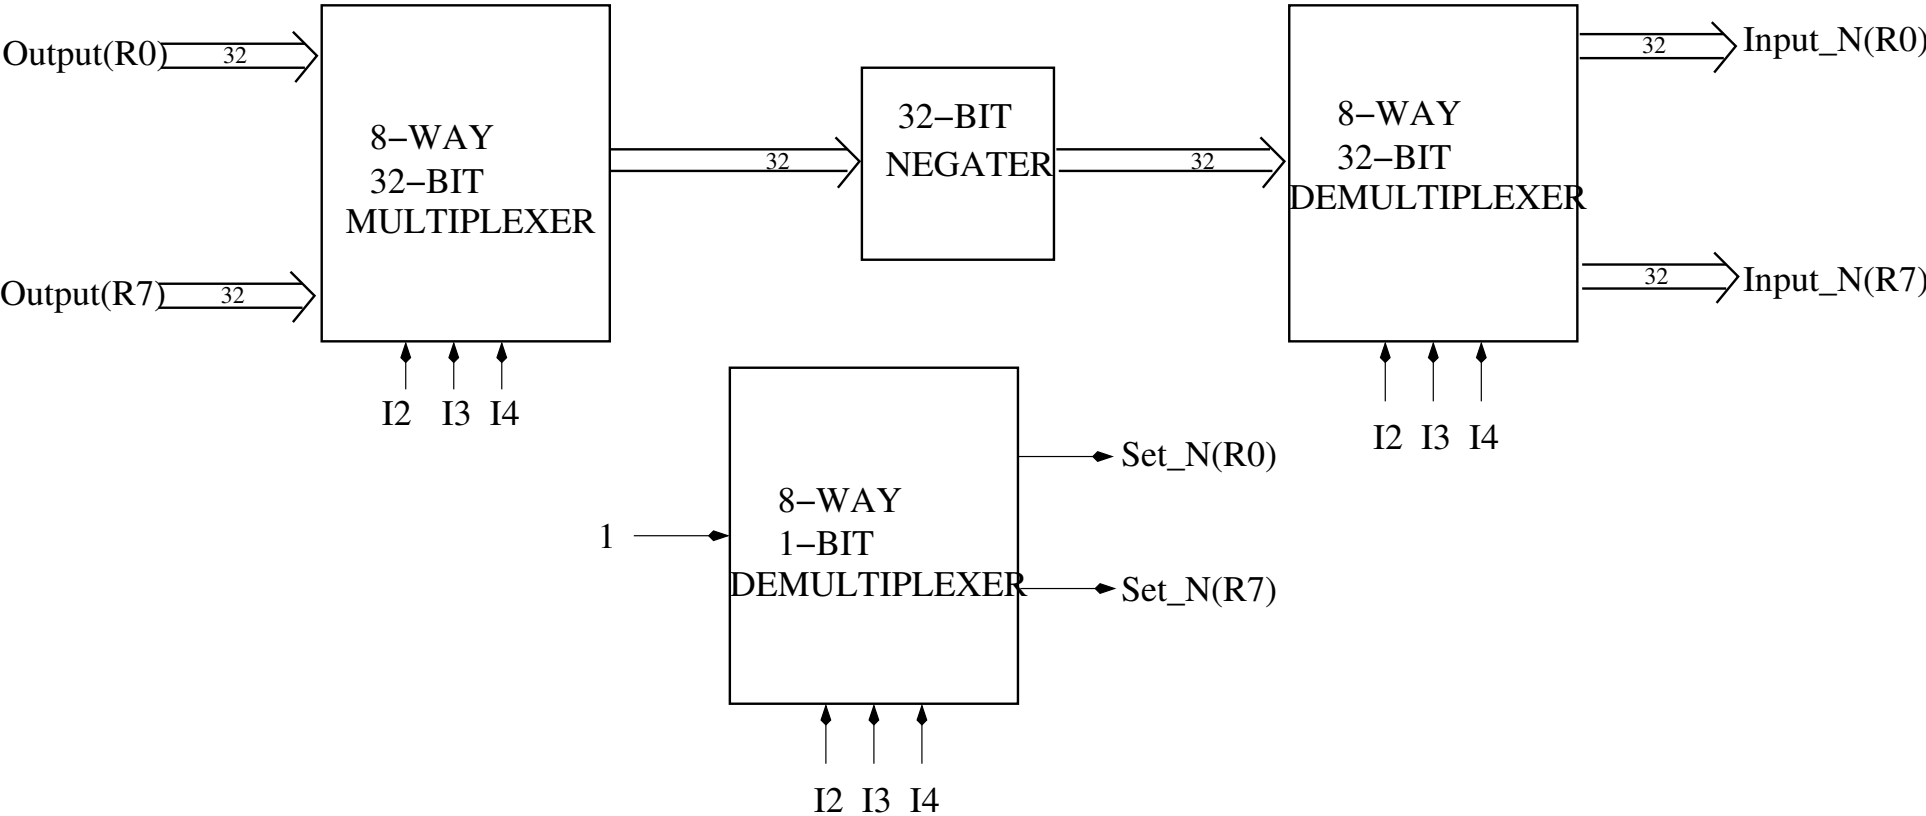 Output(R0)
32
8−WAY
32−BIT
MULTIPLEXER
Output(R7)
32
I2 I3 I4
32
32−BIT
NEGATER
32
8−WAY
32−BIT
DEMULTIPLEXER
32
Input_N(R0)
32
Input_N(R7)
I2 I3 I4
1
8−WAY
1−BIT
DEMULTIPLEXER
Set_N(R0)
Set_N(R7)
I2 I3 I4